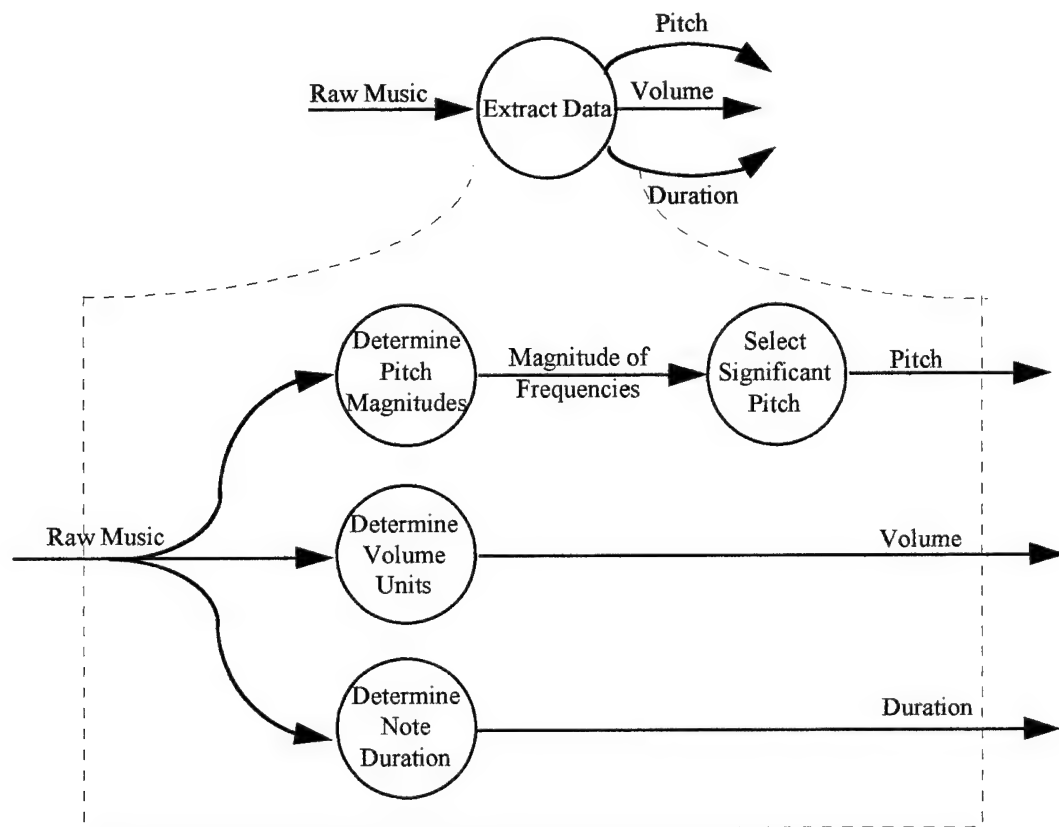 Pitch
Raw Music
Extract Data
Volume
Duration
Determine
Pitch
Magnitudes
Magnitude of
Frequencies
Select
Significant
Pitch
Pitch
Raw Music
Determine
Volume
Units
Volume
Determine
Note
Duration
Duration